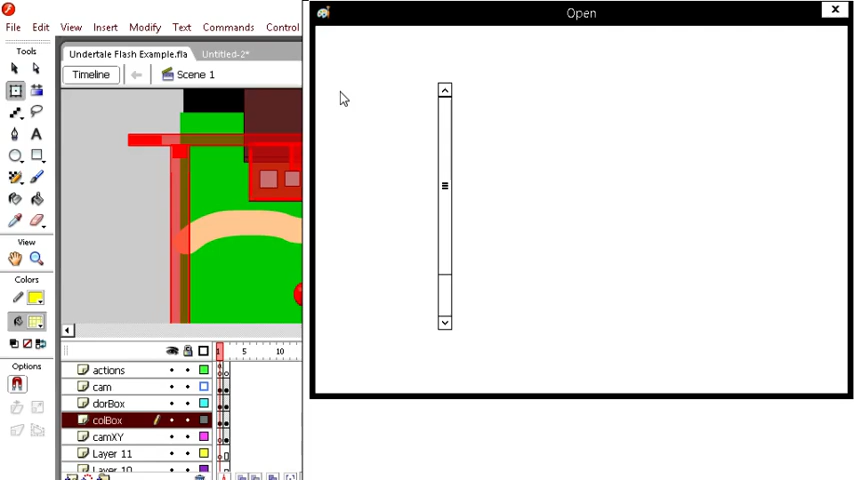 Open
File Edit View Insert Modify Text Commands Control
Tools
Undertale Flash Example.fla Untitled-2*
Timeline Scene 1
A
View
Colors
Options
1 5 10
actions
cam
dorBox
colBox
camXY
Layer 11
Layer 10